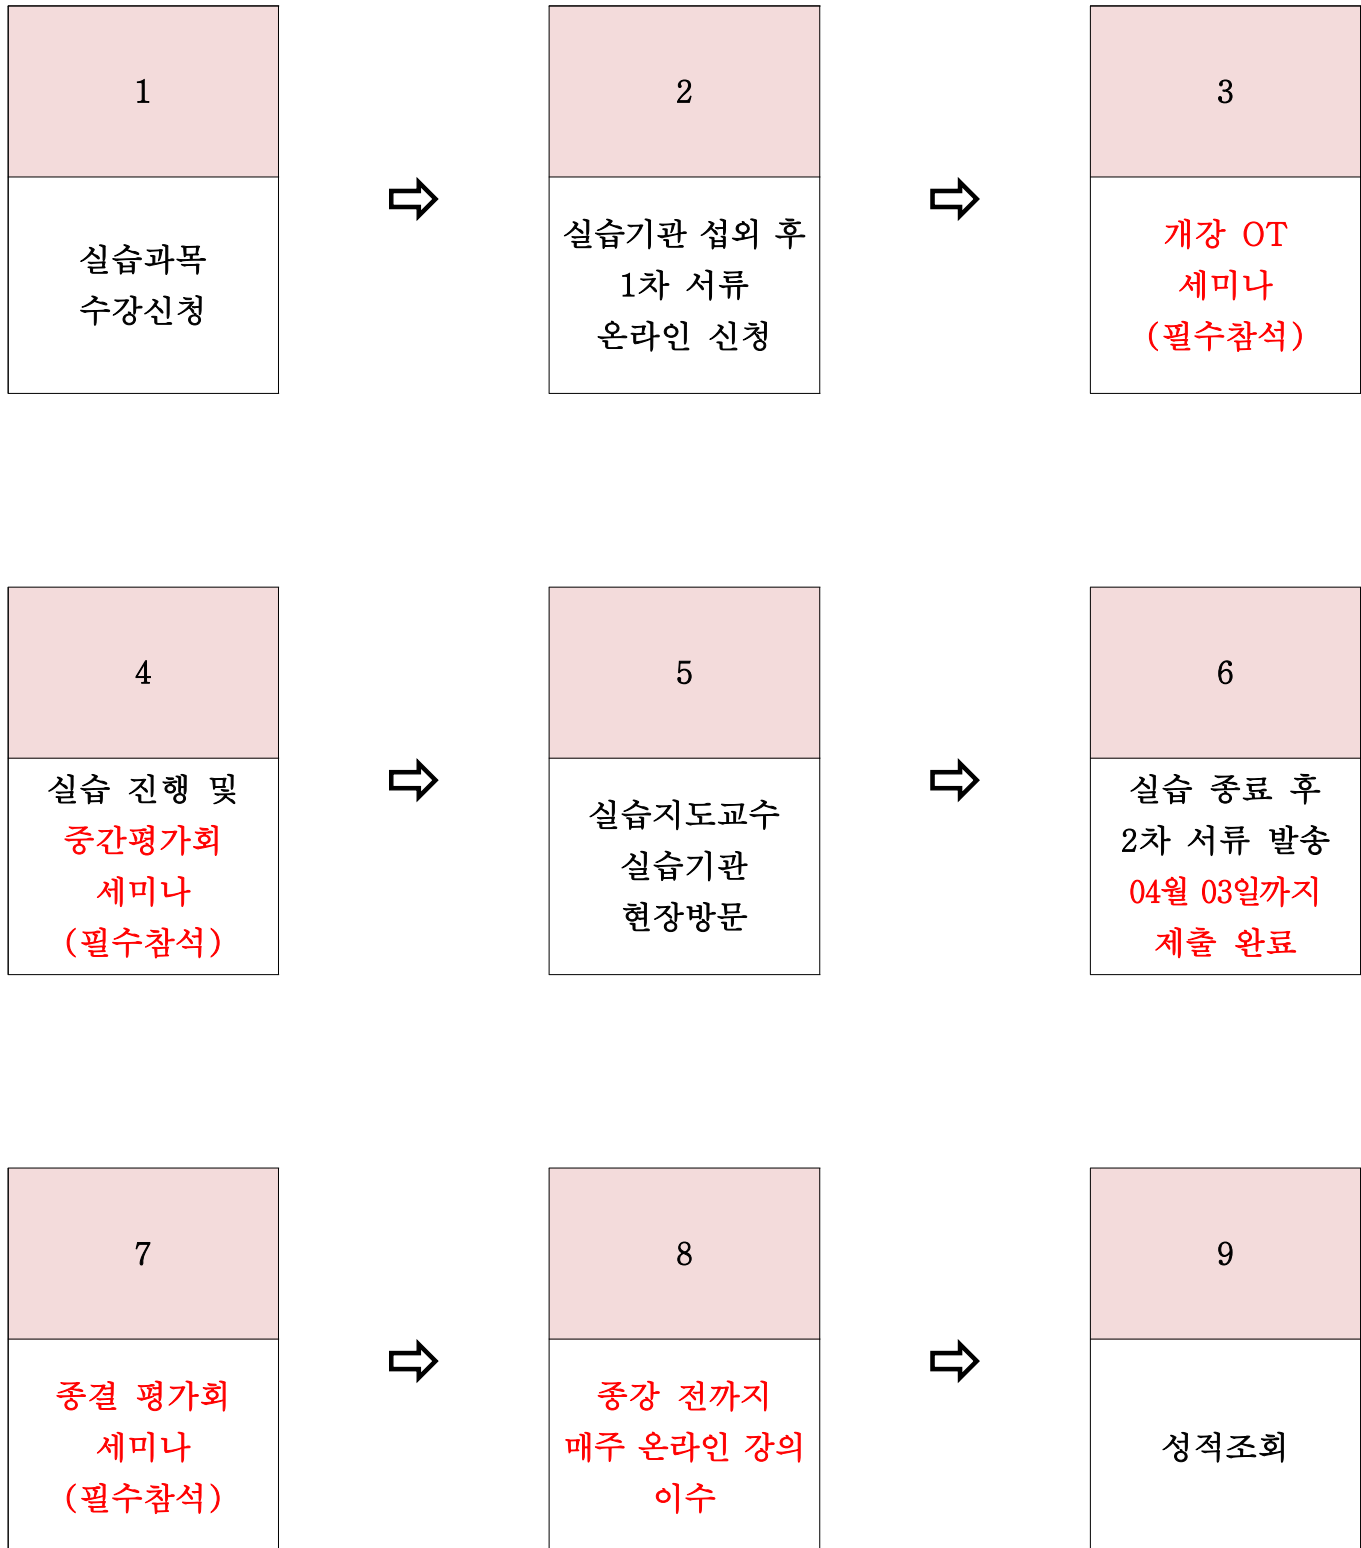 1
실습과목
수강신청
⇨
2
실습기관 섭외 후
1차 서류
온라인 신청
⇨
3
개강 OT
세미나
(필수참석)
4
실습 진행 및
중간평가회
세미나
(필수참석)
⇨
5
실습지도교수
실습기관
현장방문
⇨
6
실습 종료 후
2차 서류 발송
04월 03일까지
제출 완료
7
종결 평가회
세미나
(필수참석)
⇨
8
종강 전까지
매주 온라인 강의
이수
⇨
9
성적조회